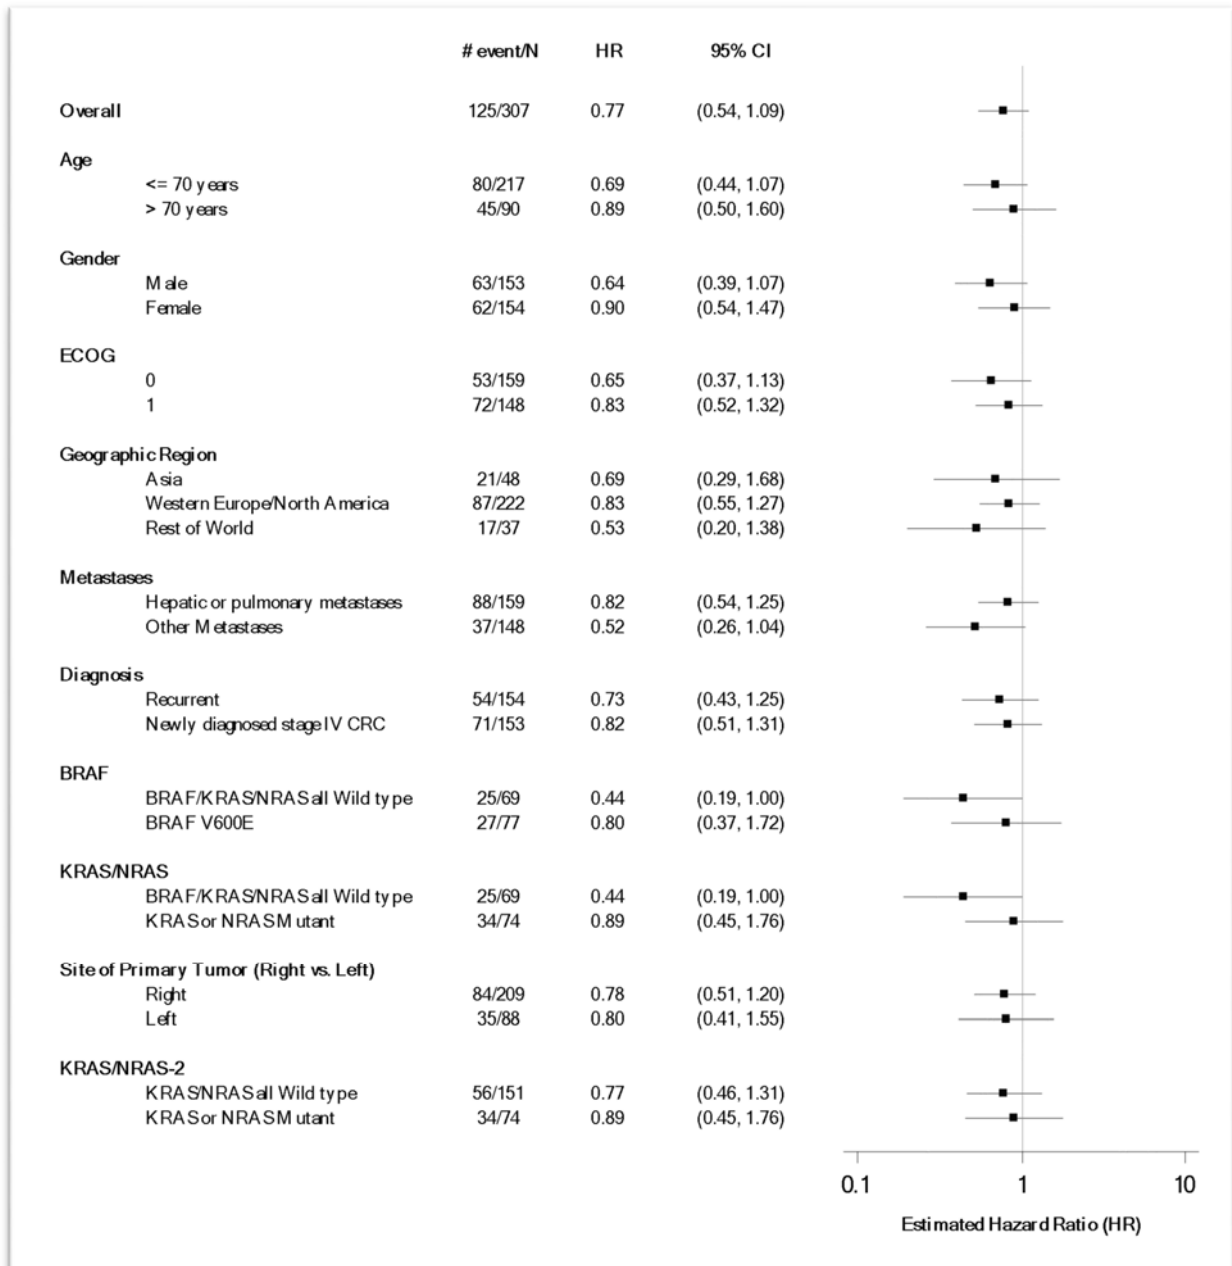 # event/N HR 95% CI
Overall 125/307 0.77 (0.54, 1.09)
Age
<= 70 years 80/217 0.69 (0.44, 1.07)
> 70 years 45/90 0.89 (0.50, 1.60)
Gender
Male 63/153 0.64 (0.39, 1.07)
Female 62/154 0.90 (0.54, 1.47)
ECOG
0 53/159 0.65 (0.37, 1.13)
1 72/148 0.83 (0.52, 1.32)
Geographic Region
Asia 21/48 0.69 (0.29, 1.68)
Western Europe/North America 87/222 0.83 (0.55, 1.27)
Rest of World 17/37 0.53 (0.20, 1.38)
Metastases
Hepatic or pulmonary metastases 88/159 0.82 (0.54, 1.25)
Other Metastases 37/148 0.52 (0.26, 1.04)
Diagnosis
Recurrent 54/154 0.73 (0.43, 1.25)
Newly diagnosed stage IV CRC 71/153 0.82 (0.51, 1.31)
BRAF
BRAF/KRAS/NRAS all Wild type 25/69 0.44 (0.19, 1.00)
BRAF V600E 27/77 0.80 (0.37, 1.72)
KRAS/NRAS
BRAF/KRAS/NRAS all Wild type 25/69 0.44 (0.19, 1.00)
KRAS or NRAS Mutant 34/74 0.89 (0.45, 1.76)
Site of Primary Tumor (Right vs. Left)
Right 84/209 0.78 (0.51, 1.20)
Left 35/88 0.80 (0.41, 1.55)
KRAS/NRAS-2
KRAS/NRAS all Wild type 56/151 0.77 (0.46, 1.31)
KRAS or NRAS Mutant 34/74 0.89 (0.45, 1.76)
0.1 1 10
Estimated Hazard Ratio (HR)